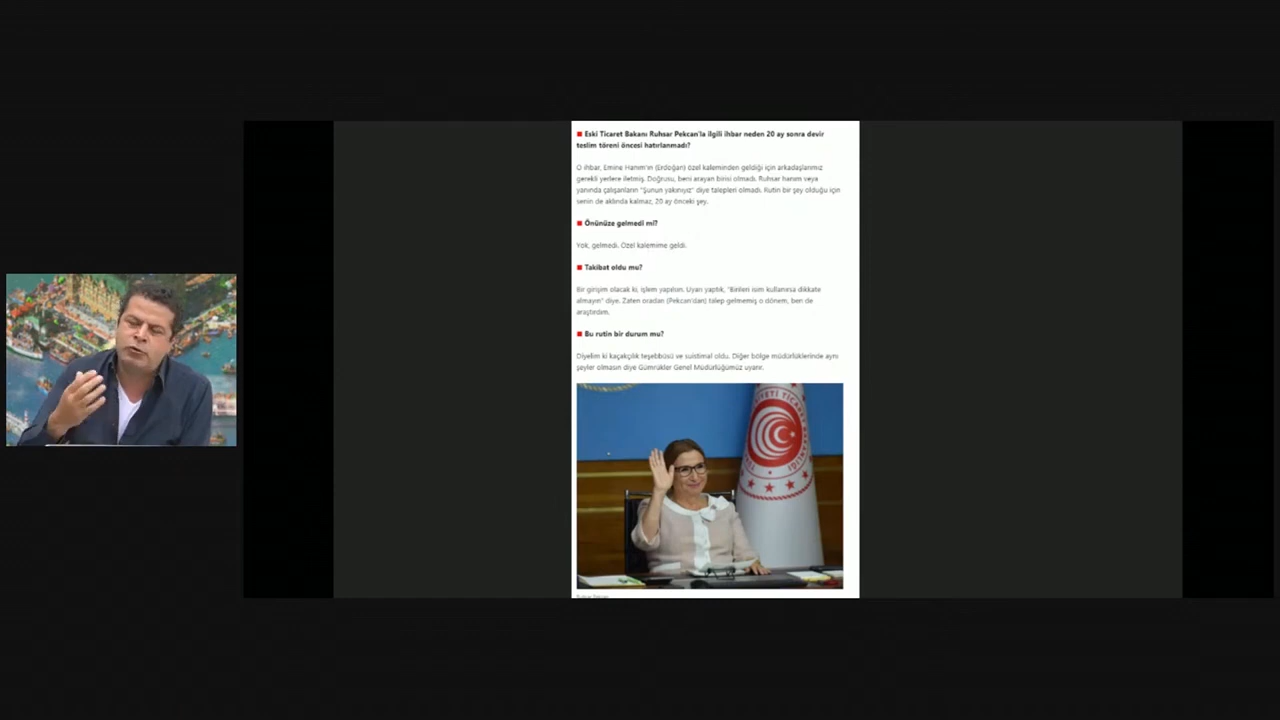 Eski Ticaret Bakanı Ruhsar Pekcan'la ilgili ihbar neden 20 ay sonra devir
teslim töreni öncesi hatırlanmadı?
O ihbar, Emine Hanım'ın (Erdoğan) özel kaleminden geldiği için arkadaşlarımız
gerekli yerlere iletmiş. Doğrusu, beni arayan birisi olmadı. Ruhsar hanım veya
yanında çalışanların "Şunun yakınıyız" diye talepleri olmadı. Rutin bir şey olduğu için
senin de aklında kalmaz, 20 ay önceki şey.
Önünüze gelmedi mi?
Yok, gelmedi. Özel kalemime geldi.
Takibat oldu mu?
Bir girişim olacak ki, işlem yapılsın. Uyarı yaptık, "Birileri isim kullanırsa dikkate
almayın" diye. Zaten oradan (Pekcan'dan) talep gelmemiş o dönem, ben de
araştırdım.
Bu rutin bir durum mu?
Diyelim ki kaçakçılık teşebbüsü ve suistimal oldu. Diğer bölge müdürlüklerinde aynı
şeyler olmasın diye Gümrükler Genel Müdürlüğümüz uyarır.